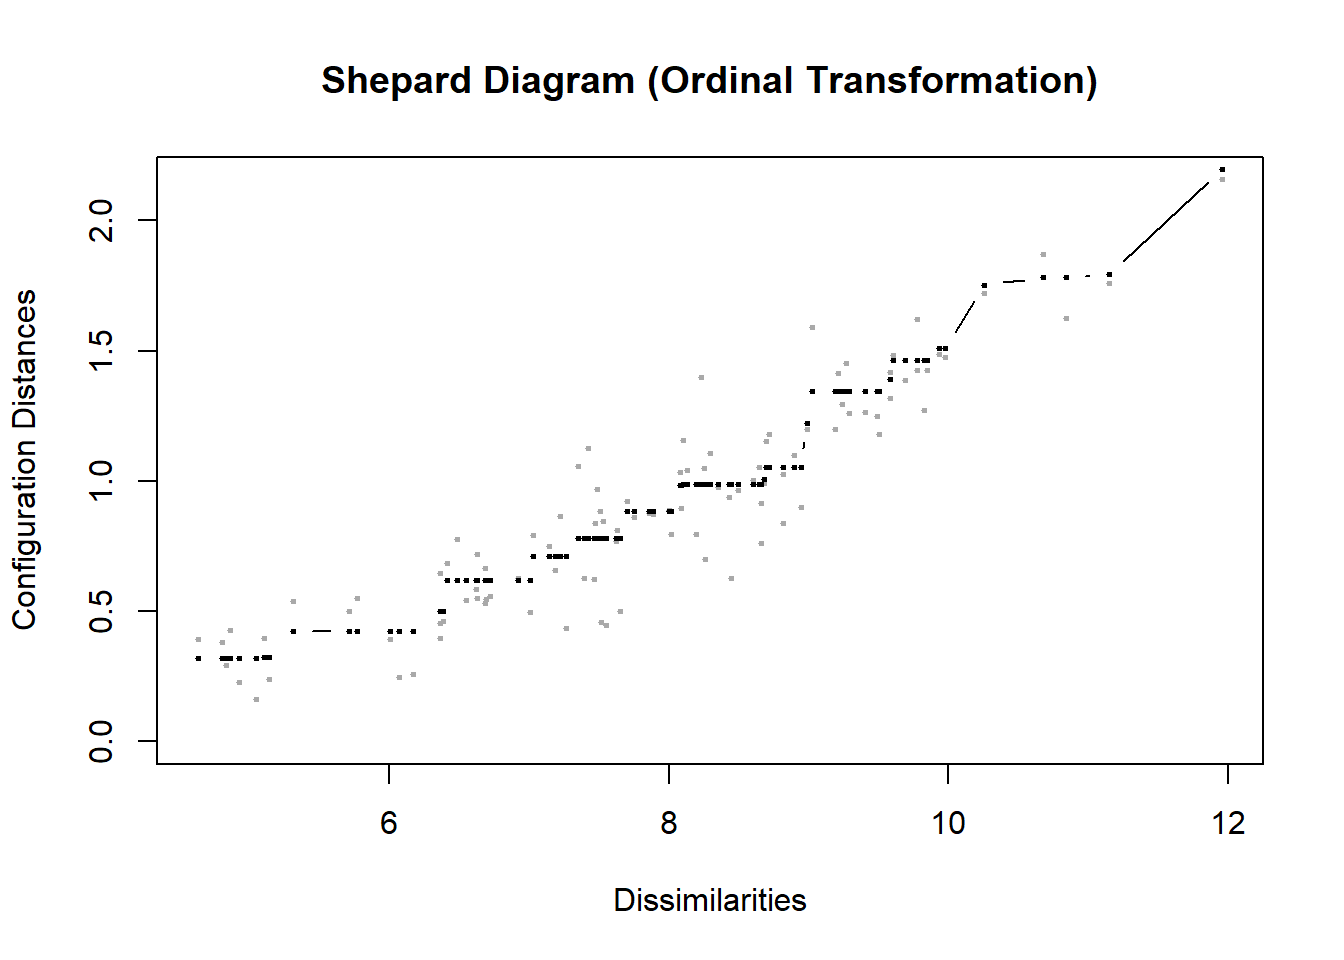 Shepard Diagram (Ordinal Transformation)
Configuration Distances
2.0
1.5
1.0
0.5
0.0
6 8 10 12
Dissimilarities